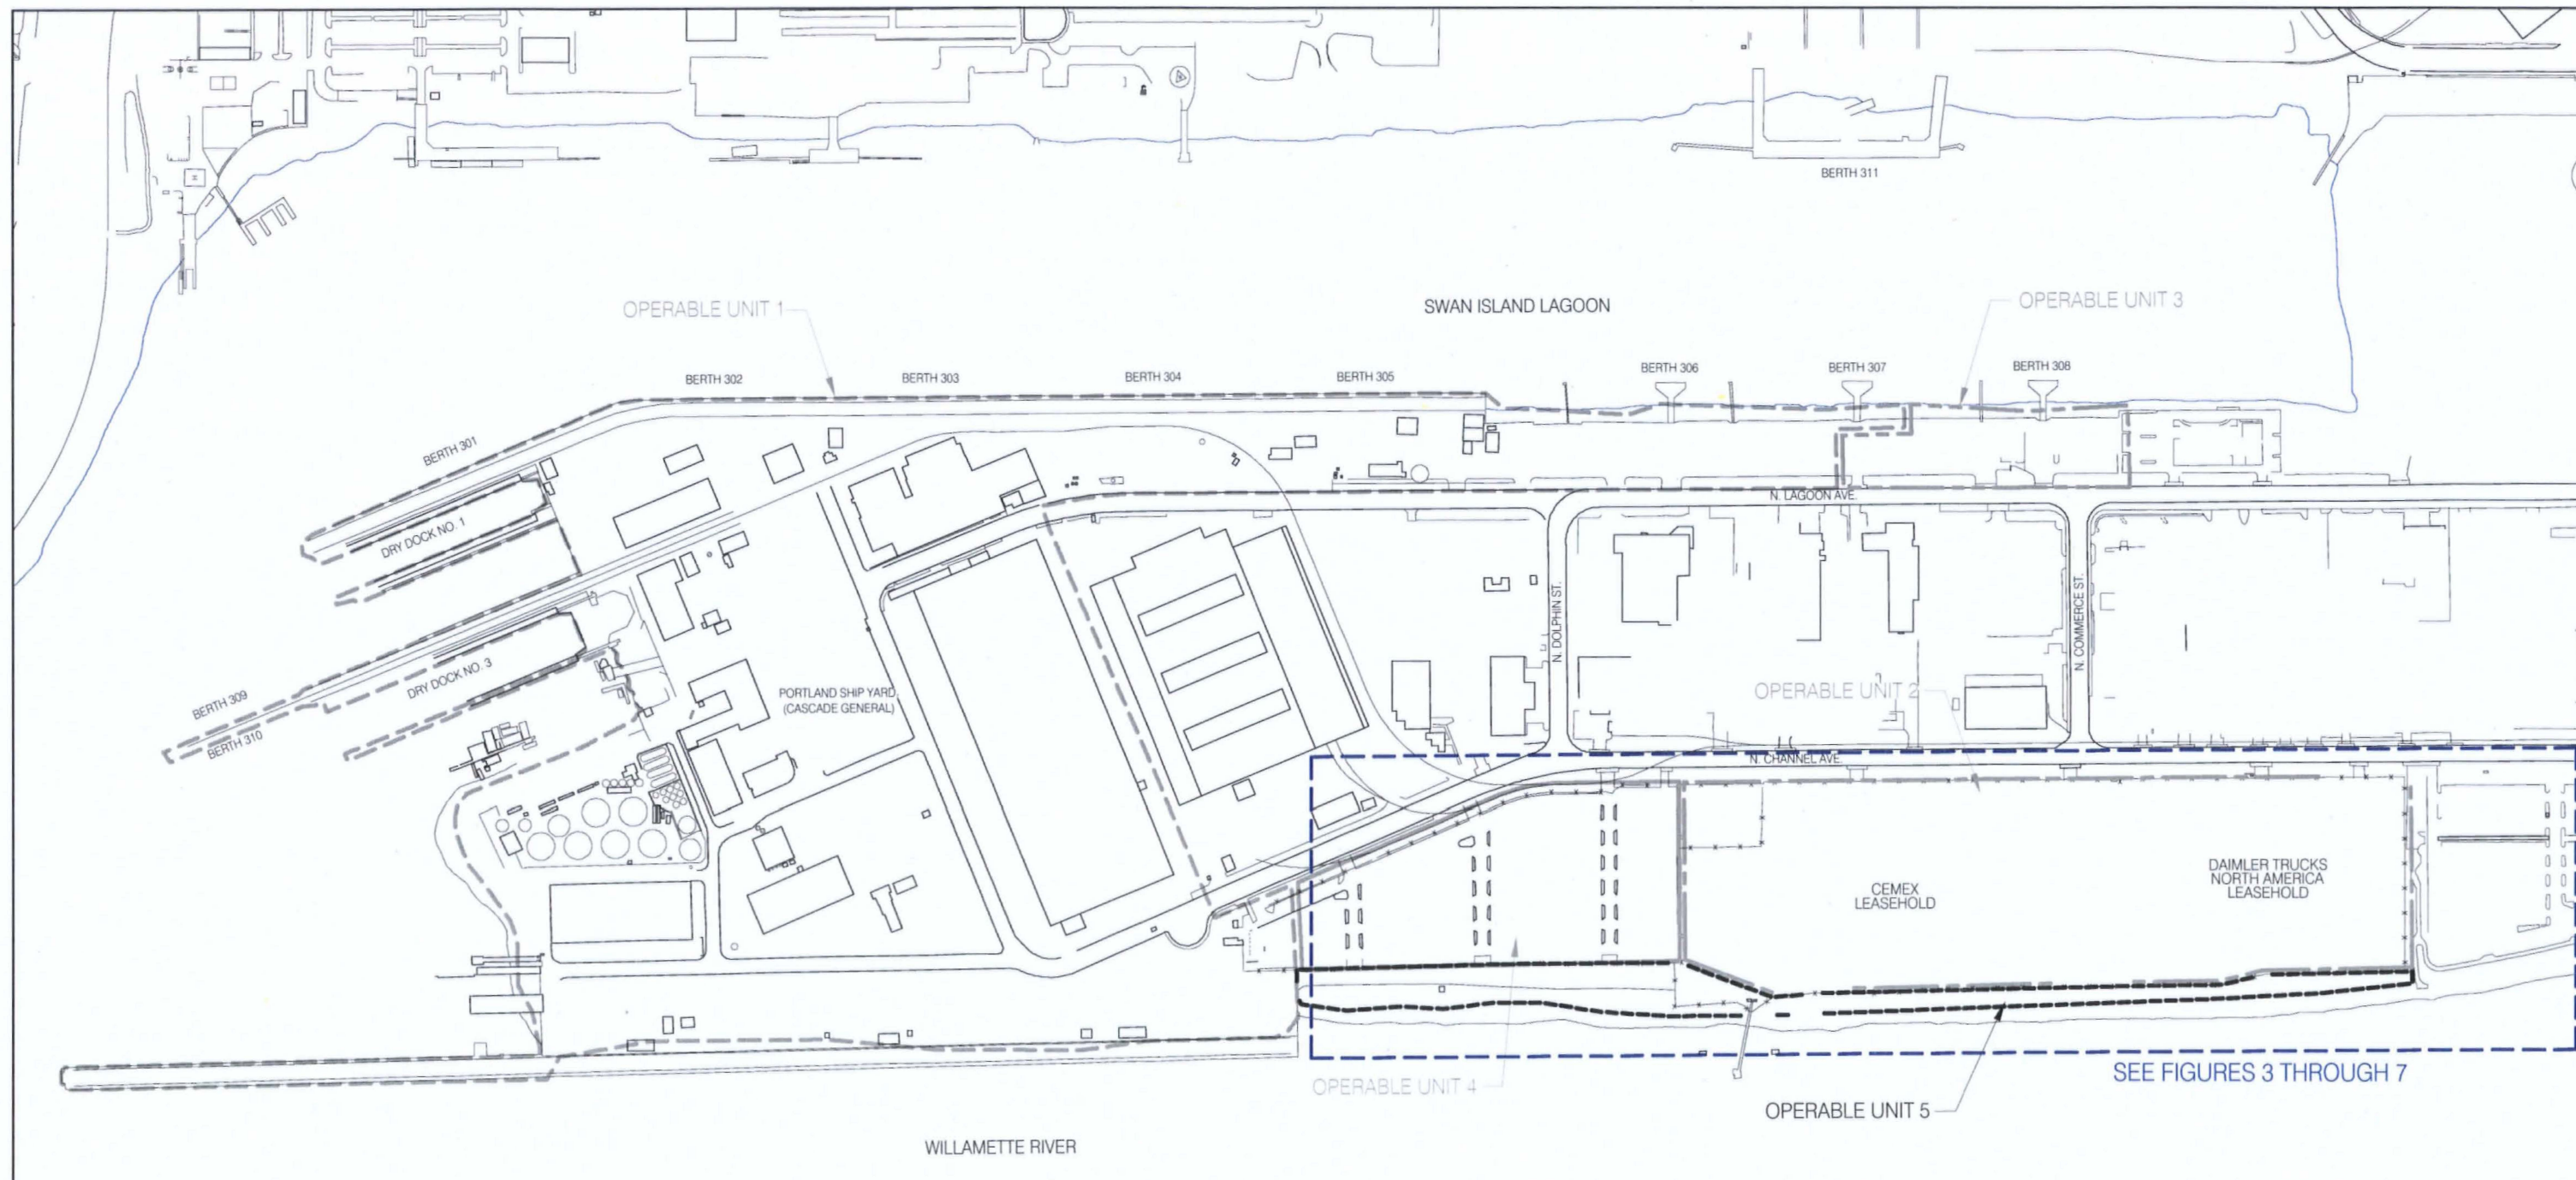 BERTH 311
OPERABLE UNIT 1
SWAN ISLAND LAGOON
OPERABLE UNIT 3
BERTH 302
BERTH 303
BERTH 304
BERTH 305
BERTH 306
BERTH 307
BERTH 308
BERTH 301
DRY DOCK NO. 1
N. LAGOON AVE.
N. DOLPHIN ST.
N. COMMERCE ST.
DRY DOCK NO. 3
BERTH 309
BERTH 310
PORTLAND SHIP YARD
(CASCADE GENERAL)
OPERABLE UNIT 2
N. CHANNEL AVE.
CEMEX
LEASEHOLD
DAIMLER TRUCKS
NORTH AMERICA
LEASEHOLD
OPERABLE UNIT 4
SEE FIGURES 3 THROUGH 7
OPERABLE UNIT 5
WILLAMETTE RIVER